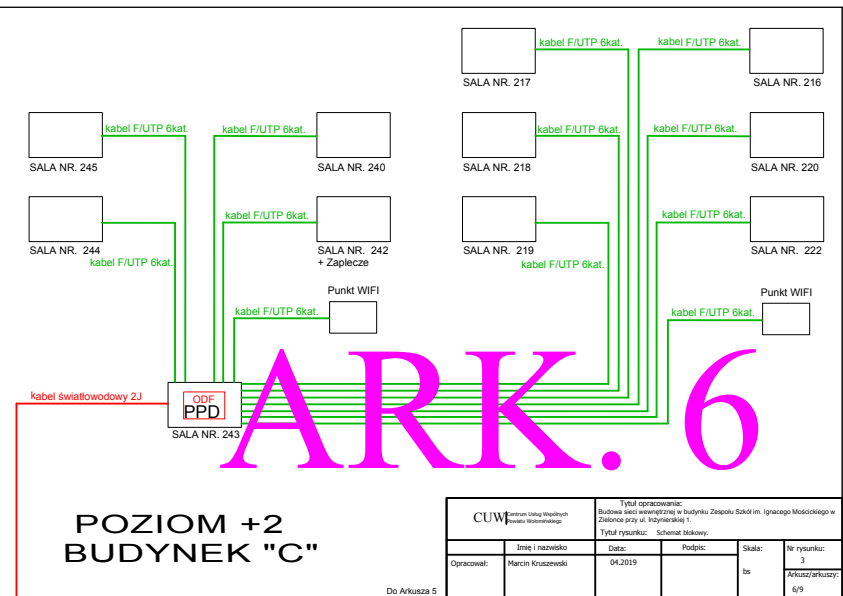 kabel F/UTP 6kat.
kabel F/UTP 6kat.
SALA NR. 217
SALA NR. 216
kabel F/UTP 6kat.
kabel F/UTP 6kat.
kabel F/UTP 6kat.
kabel F/UTP 6kat.
SALA NR. 245
SALA NR. 240
SALA NR. 218
SALA NR. 220
kabel F/UTP 6kat.
kabel F/UTP 6kat.
SALA NR. 244
SALA NR. 242
+ Zaplecze
SALA NR. 219
SALA NR. 222
kabel F/UTP 6kat.
kabel F/UTP 6kat.
Punkt WIFI
Punkt WIFI
kabel F/UTP 6kat.
kabel F/UTP 6kat.
ARK. 6
kabel światłowodowy 2J
ODF
PPD
SALA NR. 243
POZIOM +2
BUDYNEK "C"
Do Arkusza 5
CUW Centrum Usług Wspólnych
Powiatu Wołomińskiego
Tytuł opracowania:
Budowa sieci wewnętrznej w budynku Zespołu Szkół im. Ignacego Mościckiego w
Zielonce przy ul. Inżynierskiej 1.
Tytuł rysunku: Schemat blokowy.
Imię i nazwisko
Data:
Podpis:
Skala:
Nr rysunku:
Opracował:
Marcin Kruszewski
04.2019
bs
3
Arkusz/arkuszy:
6/9